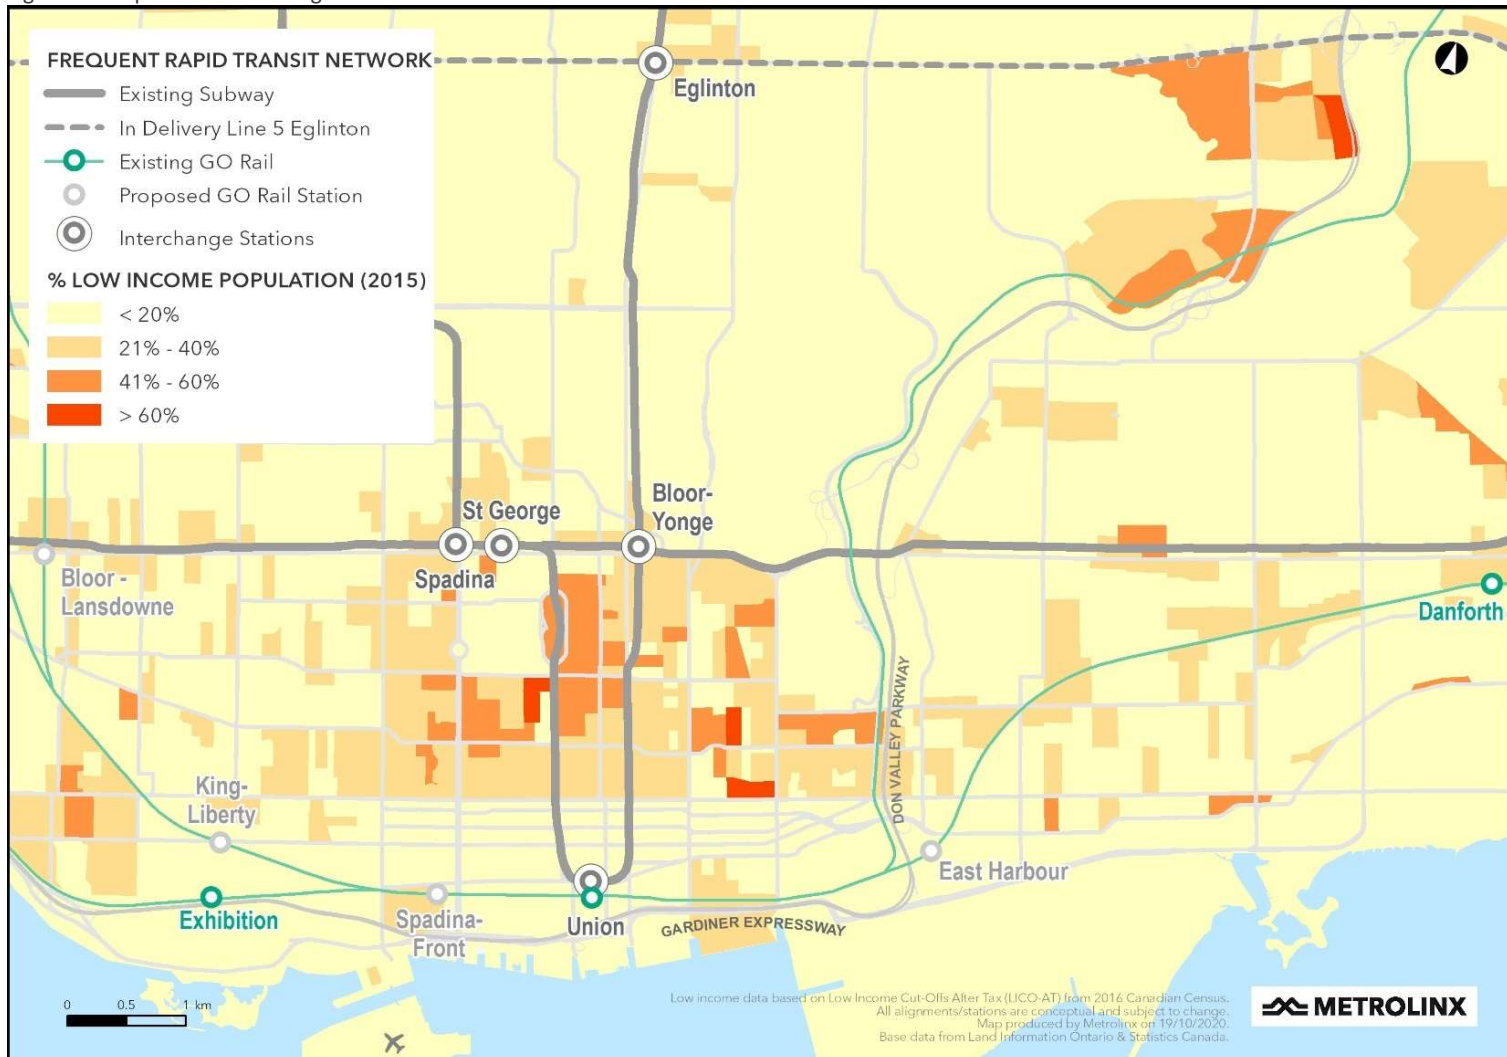 FREQUENT RAPID TRANSIT NETWORK
Existing Subway
In Delivery Line 5 Eglinton
Existing GO Rail
Proposed GO Rail Station
Interchange Stations
% LOW INCOME POPULATION (2015)
< 20%
21% - 40%
41% - 60%
> 60%
Eglinton
St George
Bloor-
Yonge
Spadina
Bloor -
Lansdowne
Danforth
DON VALLEY PARKWAY
King-
Liberty
East Harbour
Exhibition
Spadina-
Front
Union
GARDINER EXPRESSWAY
0 0.5 1 km
Low income data based on Low Income Cut-Offs After Tax (LICO-AT) from 2016 Canadian Census.
All alignments/stations are conceptual and subject to change.
Map produced by Metrolinx on 19/10/2020.
Base data from Land Information Ontario & Statistics Canada.
METROLINX